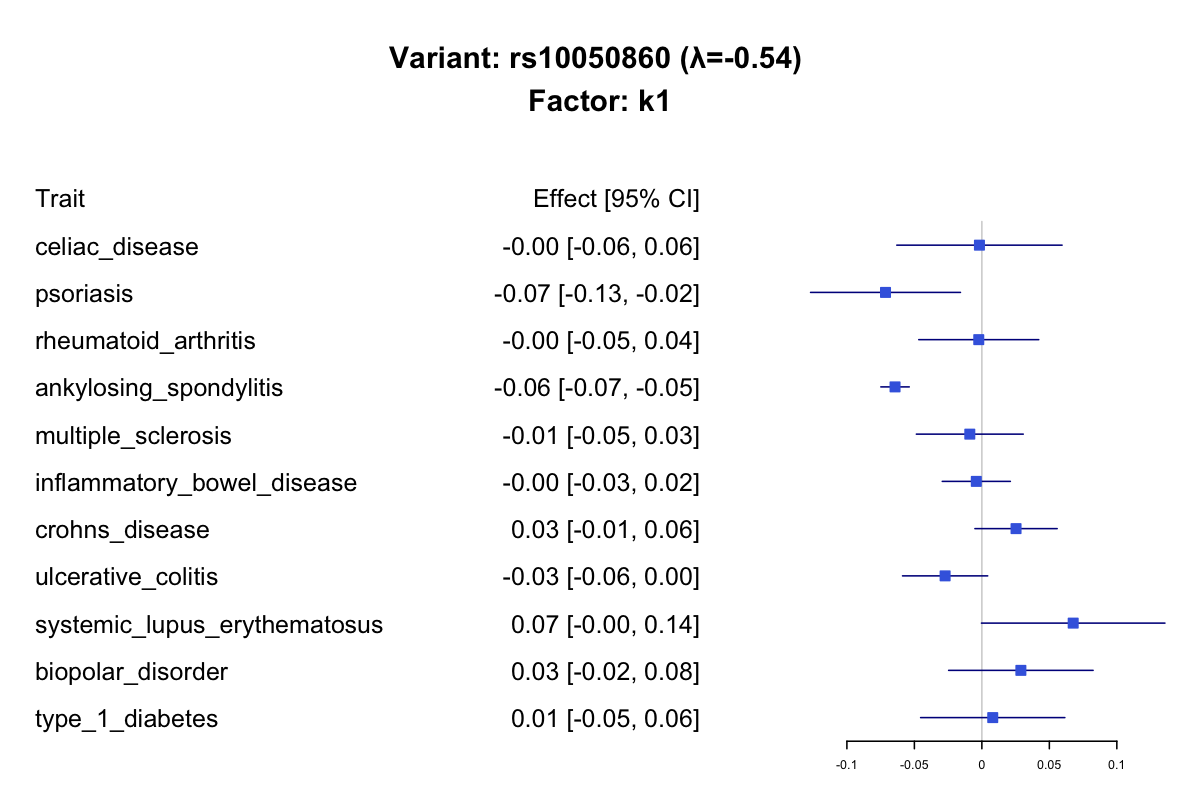 Variant: rs10050860 (λ=-0.54)
Factor: k1
Trait Effect [95% CI]
celiac_disease -0.00 [-0.06, 0.06]
psoriasis -0.07 [-0.13, -0.02]
rheumatoid_arthritis -0.00 [-0.05, 0.04]
ankylosing_spondylitis -0.06 [-0.07, -0.05]
multiple_sclerosis -0.01 [-0.05, 0.03]
inflammatory_bowel_disease -0.00 [-0.03, 0.02]
crohns_disease 0.03 [-0.01, 0.06]
ulcerative_colitis -0.03 [-0.06, 0.00]
systemic_lupus_erythematosus 0.07 [-0.00, 0.14]
biopolar_disorder 0.03 [-0.02, 0.08]
type_1_diabetes 0.01 [-0.05, 0.06]
-0.1 -0.05 0 0.05 0.1